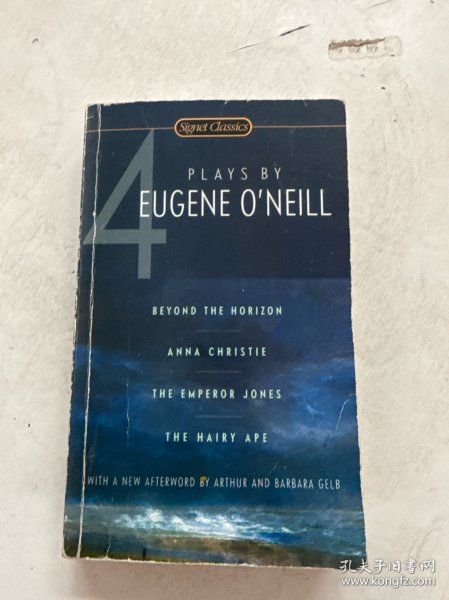 Signet Classics
4
PLAYS BY
EUGENE O'NEILL
BEYOND THE HORIZON
ANNA CHRISTIE
THE EMPEROR JONES
THE HAIRY APE
WITH A NEW AFTERWORD BY ARTHUR AND BARBARA GELB
孔夫子旧书网
www.kongfz.com